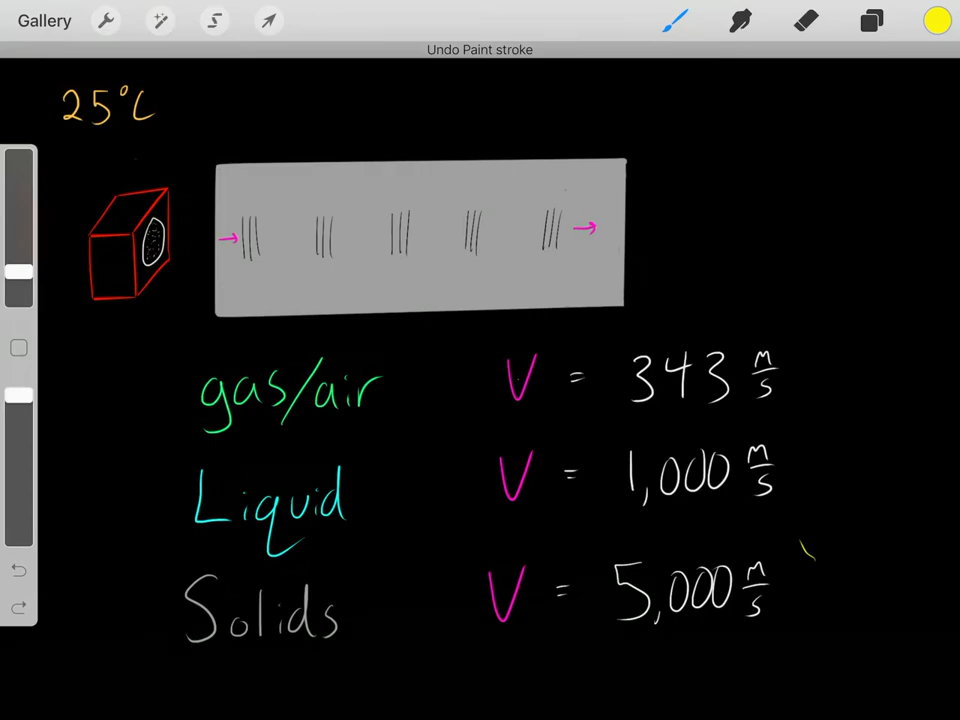 Gallery
Undo Paint stroke
25°C
gas/air V = 343 m/s
Liquid V = 1,000 m/s
Solids V = 5,000 m/s